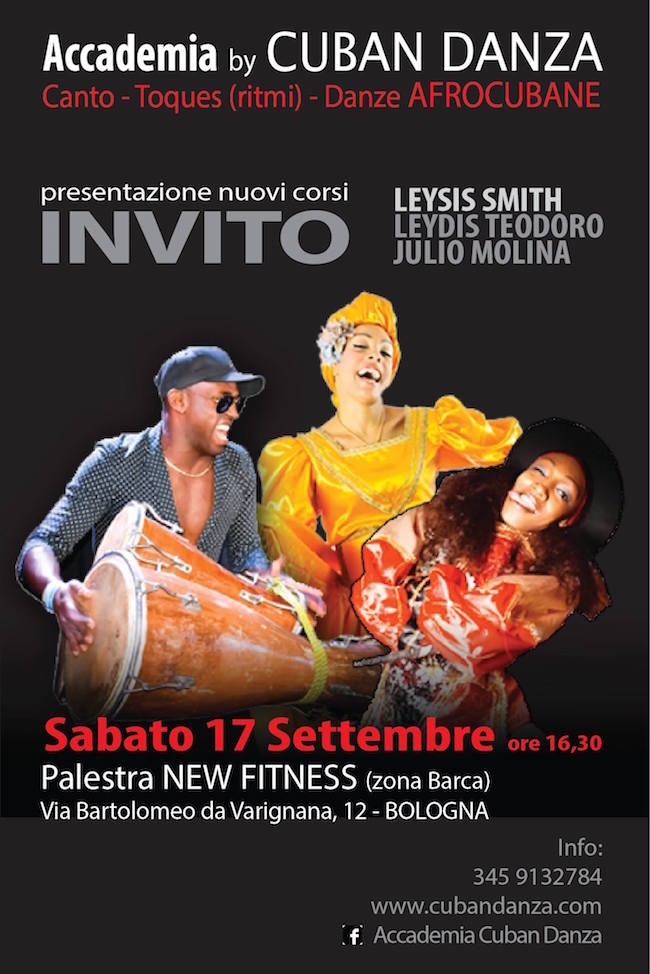 Accademia by CUBAN DANZA
Canto - Toques (ritmi) - Danze AFROCUBANE
presentazione nuovi corsi
INVITO
LEYSIS SMITH
LEYDIS TEODORO
JULIO MOLINA
Sabato 17 Settembre ore 16,30
Palestra NEW FITNESS (zona Barca)
Via Bartolomeo da Varignana, 12 - BOLOGNA
Info:
345 9132784
www.cubandanza.com
f Accademia Cuban Danza